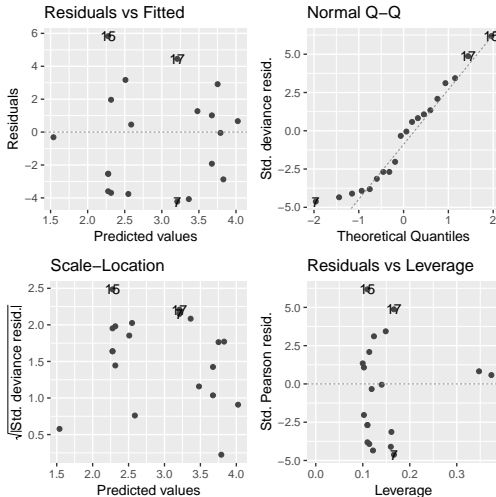 Residuals vs Fitted
Residuals
6
4
2
0
−2
−4
15
17
7
1.5 2.0 2.5 3.0 3.5 4.0
Predicted values
Normal Q−Q
Std. deviance resid.
5.0
2.5
0.0
−2.5
−5.0
15
17
7
−2 −1 0 1 2
Theoretical Quantiles
Scale−Location
√|Std. deviance resid.|
2.5
2.0
1.5
1.0
0.5
15
17
7
1.5 2.0 2.5 3.0 3.5 4.0
Predicted values
Residuals vs Leverage
Std. Pearson resid.
5.0
2.5
0.0
−2.5
−5.0
15
17
7
0.0 0.1 0.2 0.3
Leverage